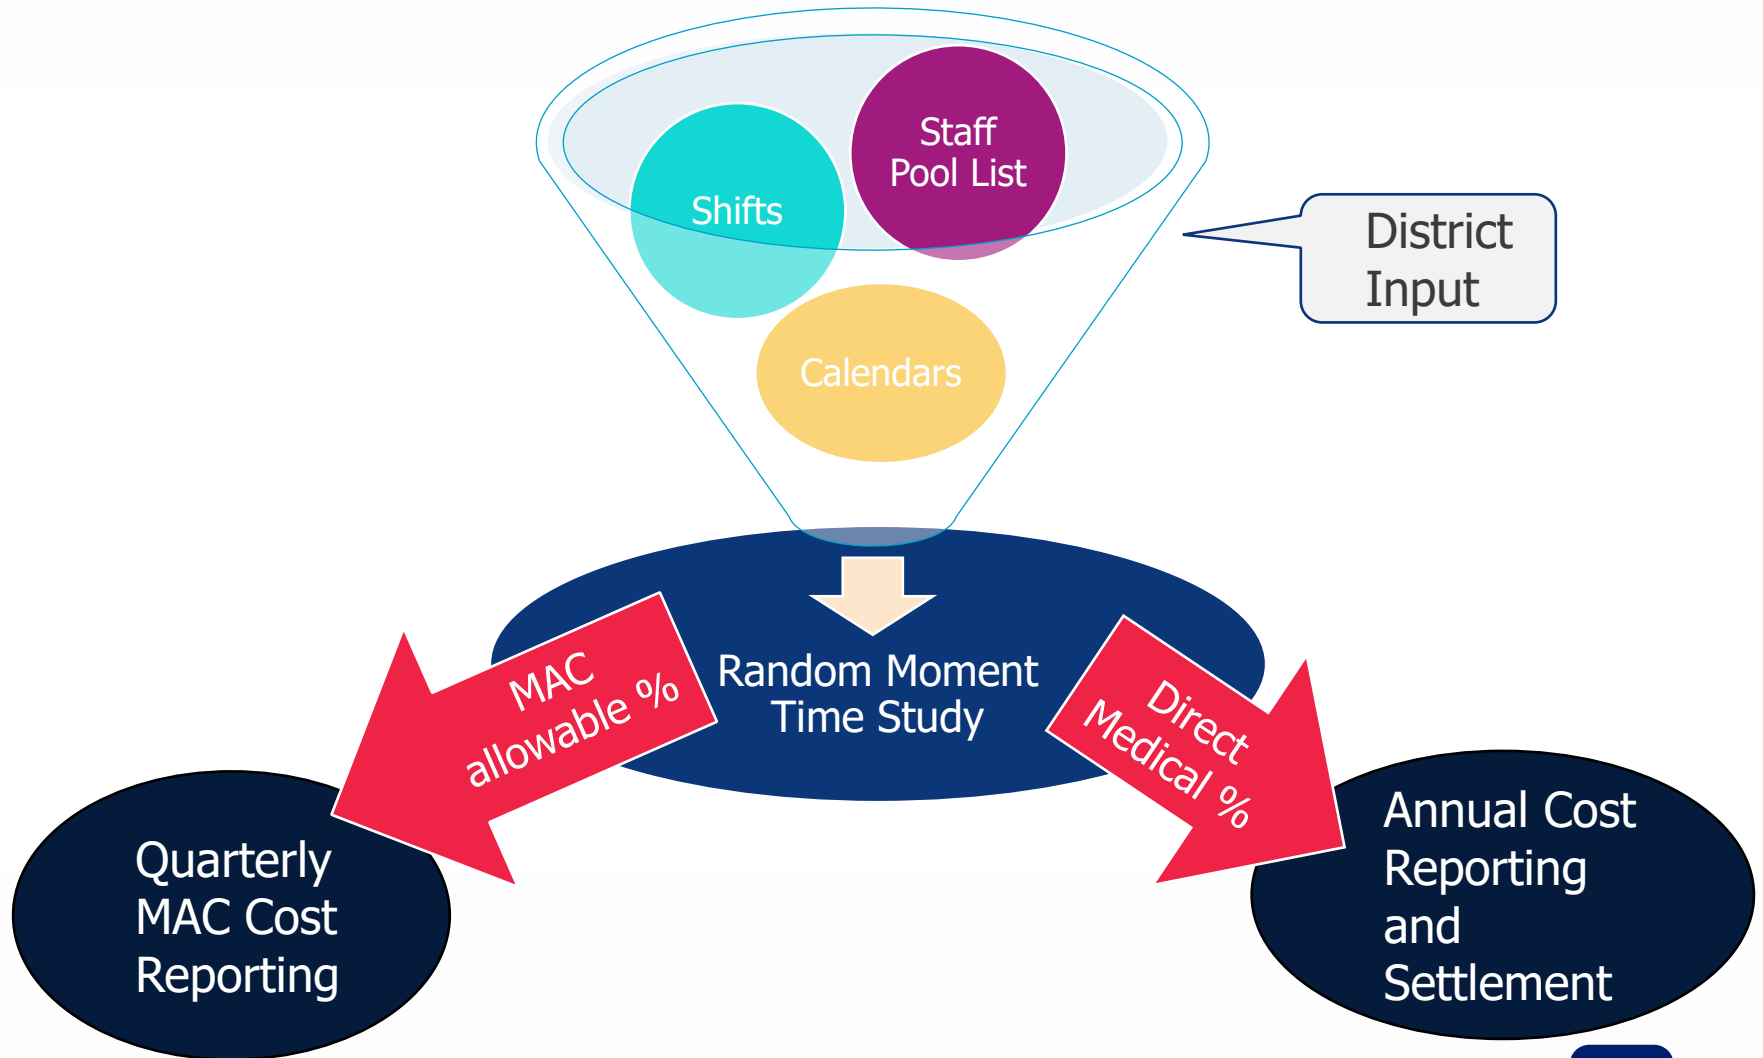 Staff
Pool List
Shifts
District
Input
Calendars
Random Moment
Time Study
MAC
allowable %
Direct
Medical %
Quarterly
MAC Cost
Reporting
Annual Cost
Reporting
and
Settlement